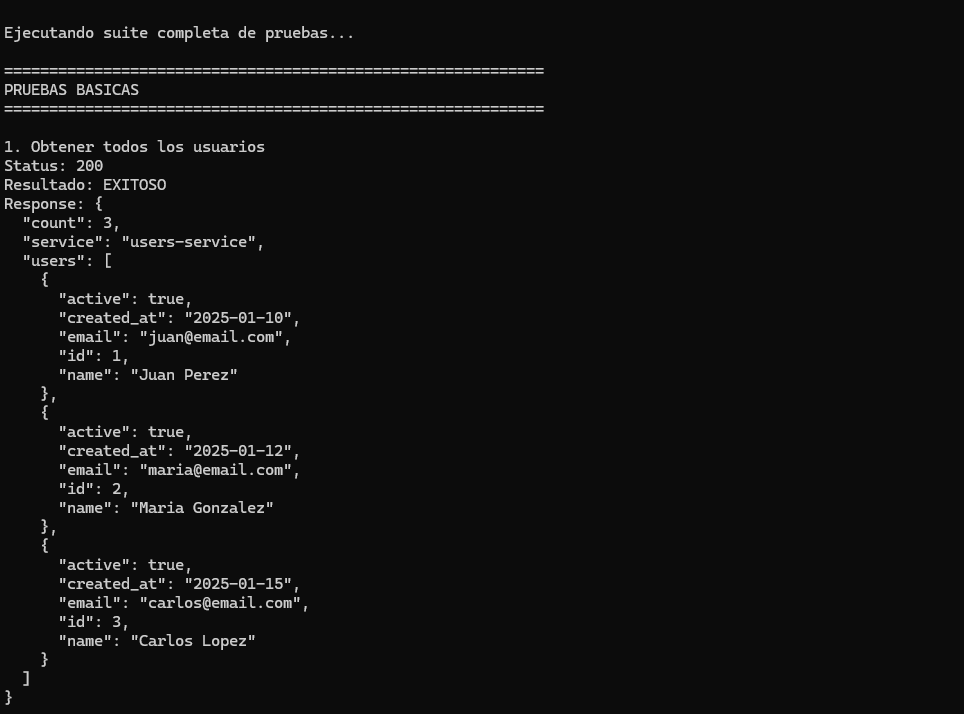 Ejecutando suite completa de pruebas...
============================================================
PRUEBAS BASICAS
============================================================
1. Obtener todos los usuarios
Status: 200
Resultado: EXITOSO
Response: {
  "count": 3,
  "service": "users-service",
  "users": [
    {
      "active": true,
      "created_at": "2025-01-10",
      "email": "juan@email.com",
      "id": 1,
      "name": "Juan Perez"
    },
    {
      "active": true,
      "created_at": "2025-01-12",
      "email": "maria@email.com",
      "id": 2,
      "name": "Maria Gonzalez"
    },
    {
      "active": true,
      "created_at": "2025-01-15",
      "email": "carlos@email.com",
      "id": 3,
      "name": "Carlos Lopez"
    }
  ]
}